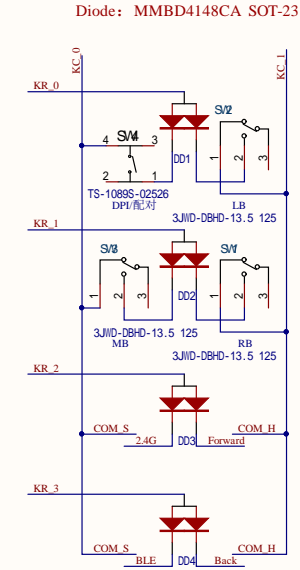 Diode：MMBD4148CA SOT-23
KC_0
KC_1
KR_0
SW4
4
3
2
1
TS-1089S-02526
DPI/配对
DD1
SW2
1
2
3
LB
3JWD-DBHD-13.5 125
KR_1
SW3
1
2
3
3JWD-DBHD-13.5 125
MB
DD2
SW1
1
2
3
RB
3JWD-DBHD-13.5 125
KR_2
COM_S
2.4G
DD3
COM_H
Forward
KR_3
COM_S
BLE
DD4
COM_H
Back